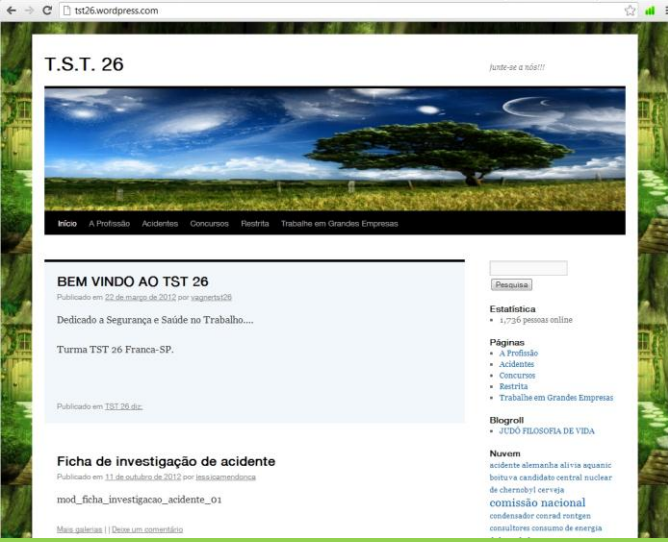 tst26.wordpress.com
T.S.T. 26
Junte-se a nós!!!
Início A Profissão Acidentes Concursos Restrita Trabalhe em Grandes Empresas
BEM VINDO AO TST 26
Publicado em 22 de março de 2012 por vagnertst26
Dedicado a Segurança e Saúde no Trabalho....
Turma TST 26 Franca-SP.
Publicado em TST 26 diz:
Ficha de investigação de acidente
Publicado em 11 de outubro de 2012 por jessicamendonca
mod_ficha_investigacao_acidente_01
Mais galerias | | Deixe um comentário
Pesquisa
Estatística
1,736 pessoas online
Páginas
A Profissão
Acidentes
Concursos
Restrita
Trabalhe em Grandes Empresas
Blogroll
JUDÔ FILOSOFIA DE VIDA
Nuvem
acidente alemanha alivia aquanic
boituva candidato central nuclear
de chernobyl cerveja
comissão nacional
condensador conrad rontgen
consultores consumo de energia